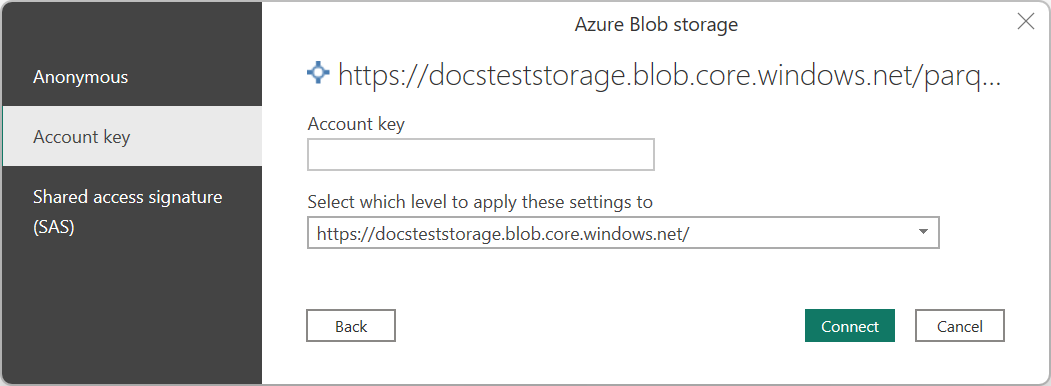 Azure Blob storage
Anonymous
Account key
Shared access signature
(SAS)
https://docsteststorage.blob.core.windows.net/parq...
Account key
Select which level to apply these settings to
https://docsteststorage.blob.core.windows.net/
Back
Connect
Cancel